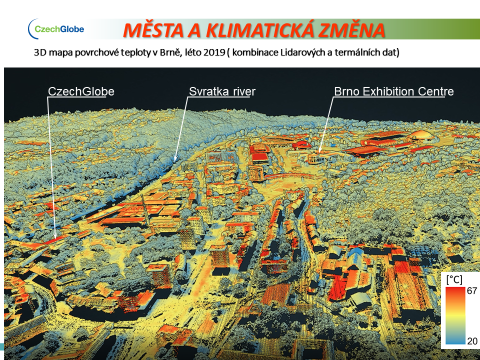 CzechGlobe
MĚSTA A KLIMATICKÁ ZMĚNA
3D mapa povrchové teploty v Brně, léto 2019 ( kombinace Lidarových a termálních dat)
CzechGlobe
Svratka river
Brno Exhibition Centre
[°C]
67
20